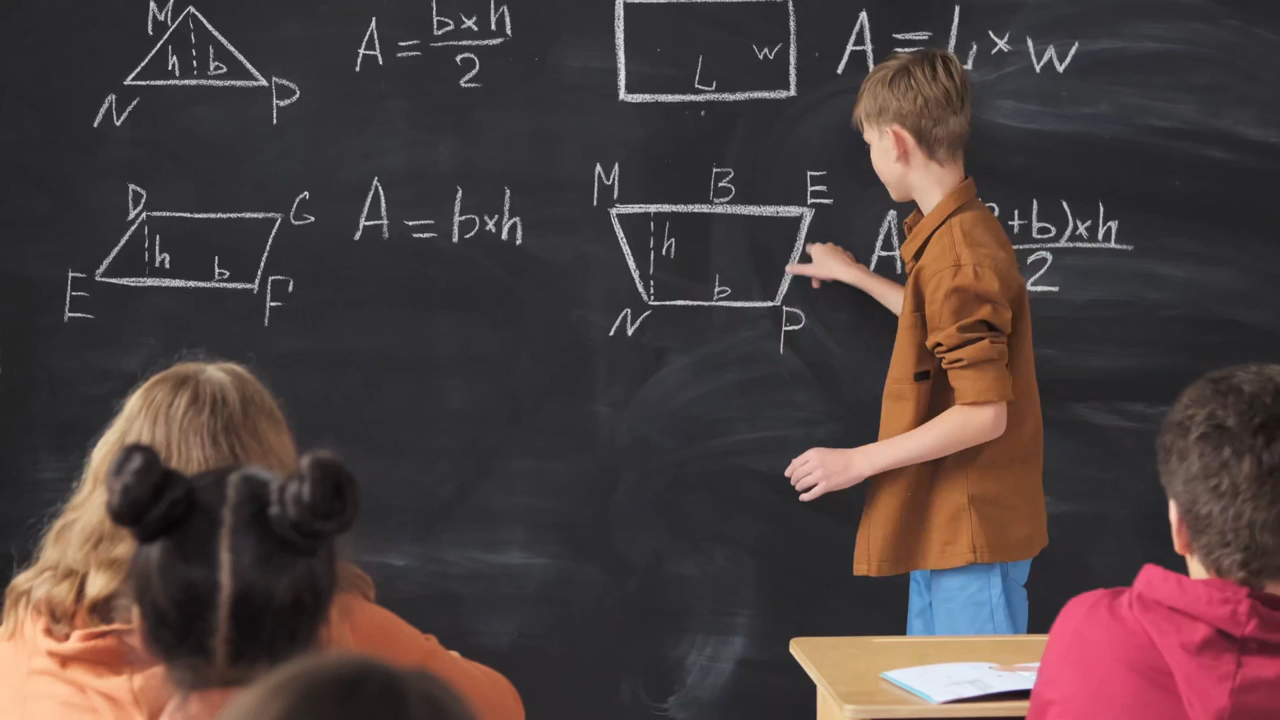 M
h b
N P
A = b×h
2
w
L
A = L × w
D G
h
b
E F
A = b×h
M B E
h
b
N P
A
+b)×h
2